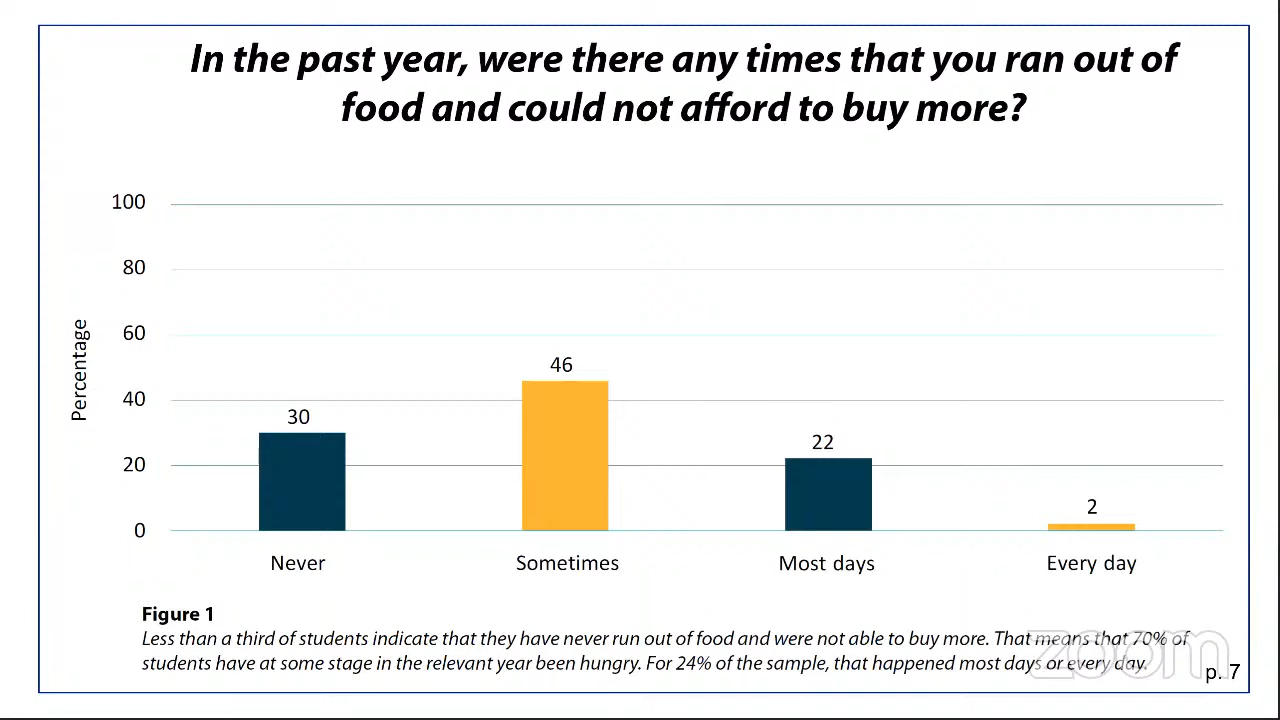 In the past year, were there any times that you ran out of
food and could not afford to buy more?
100
80
60
40
20
0
Percentage
30
46
22
2
Never
Sometimes
Most days
Every day
Figure 1
Less than a third of students indicate that they have never run out of food and were not able to buy more. That means that 70% of
students have at some stage in the relevant year been hungry. For 24% of the sample, that happened most days or every day.
zoom
p. 7